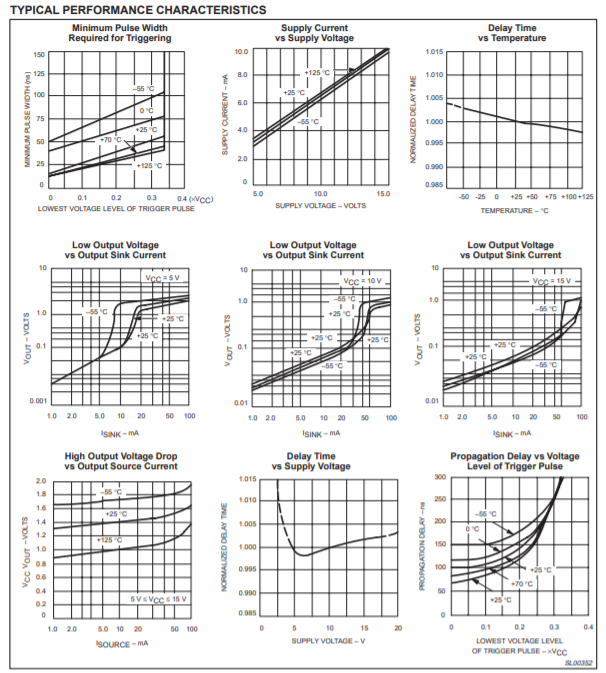 TYPICAL PERFORMANCE CHARACTERISTICS
Minimum Pulse Width
Required for Triggering
MINIMUM PULSE WIDTH (ns)
150
125
100
75
50
25
0
–55 °C
0 °C
+25 °C
+70 °C
+125 °C
0 0.1 0.2 0.3 0.4 (xVCC)
LOWEST VOLTAGE LEVEL OF TRIGGER PULSE
Supply Current
vs Supply Voltage
SUPPLY CURRENT – mA
10.0
8.0
6.0
4.0
2.0
0
+125 °C
+25 °C
–55 °C
5.0 10.0 15.0
SUPPLY VOLTAGE – VOLTS
Delay Time
vs Temperature
NORMALIZED DELAY TIME
1.015
1.010
1.005
1.000
0.995
0.990
0.985
-50 -25 0 +25 +50 +75 +100 +125
TEMPERATURE – °C
Low Output Voltage
vs Output Sink Current
VOUT – VOLTS
10
1.0
0.1
0.001
VCC = 5 V
–55 °C
+25 °C
+25 °C
1.0 2.0 5.0 10 20 50 100
ISINK – mA
Low Output Voltage
vs Output Sink Current
VOUT – VOLTS
10
1.0
0.1
0.01
VCC = 10 V
–55 °C
+25 °C
+25 °C
+25 °C
+25 °C
–55 °C
1.0 2.0 5.0 10 20 50 100
ISINK – mA
Low Output Voltage
vs Output Sink Current
VOUT – VOLTS
10
1.0
0.1
0.01
VCC = 15 V
–55 °C
+25 °C
+25 °C
–55 °C
1.0 2.0 5.0 10 20 50 100
ISINK – mA
High Output Voltage Drop
vs Output Source Current
VCC VOUT – VOLTS
2.0
1.8
1.6
1.4
1.2
1.0
0.8
0.6
0.4
0.2
0
–55 °C
+25 °C
+125 °C
5 V ≤ VCC ≤ 15 V
1.0 2.0 5.0 10 20 50 100
ISOURCE – mA
Delay Time
vs Supply Voltage
NORMALIZED DELAY TIME
1.015
1.010
1.005
1.000
0.995
0.990
0.985
0 5 10 15 20
SUPPLY VOLTAGE – V
Propagation Delay vs Voltage
Level of Trigger Pulse
PROPAGATION DELAY – ns
300
250
200
150
100
50
0
–55 °C
0 °C
+25 °C
+70 °C
+25 °C
0 0.1 0.2 0.3 0.4
LOWEST VOLTAGE LEVEL
OF TRIGGER PULSE – xVCC
SL00352